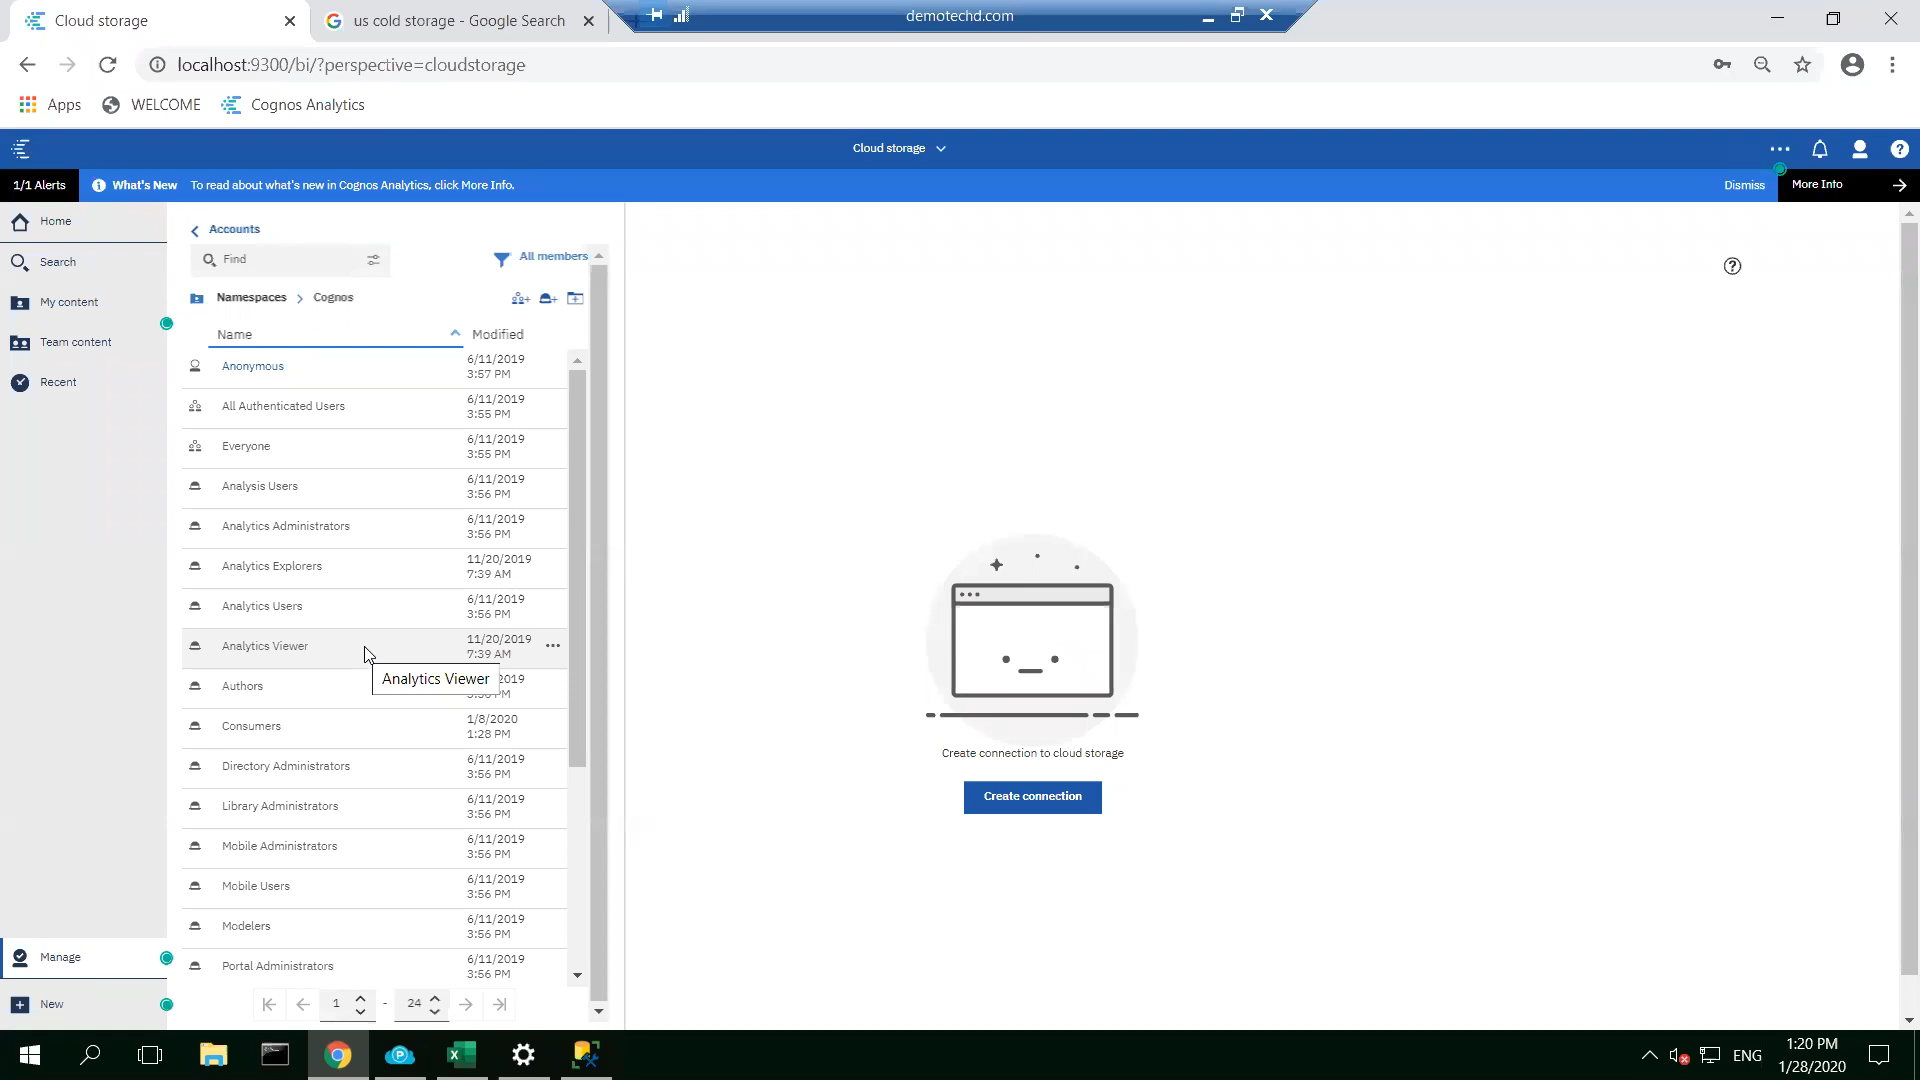 Cloud storage
us cold storage - Google Search
demotechd.com
localhost:9300/bi/?perspective=cloudstorage
Apps
WELCOME
Cognos Analytics
Cloud storage
1/1 Alerts
What's New
To read about what's new in Cognos Analytics, click More Info.
Dismiss
More Info
Home
Search
My content
Team content
Recent
Manage
New
Accounts
Find
All members
Namespaces > Cognos
Name
Modified
Anonymous
6/11/2019
3:57 PM
All Authenticated Users
6/11/2019
3:55 PM
Everyone
6/11/2019
3:55 PM
Analysis Users
6/11/2019
3:56 PM
Analytics Administrators
6/11/2019
3:56 PM
Analytics Explorers
11/20/2019
7:39 AM
Analytics Users
6/11/2019
3:56 PM
Analytics Viewer
11/20/2019
7:39 AM
Analytics Viewer
Authors
Consumers
1/8/2020
1:28 PM
Directory Administrators
6/11/2019
3:56 PM
Library Administrators
6/11/2019
3:56 PM
Mobile Administrators
6/11/2019
3:56 PM
Mobile Users
6/11/2019
3:56 PM
Modelers
6/11/2019
3:56 PM
Portal Administrators
6/11/2019
3:56 PM
1 - 24
Create connection to cloud storage
Create connection
ENG
1:20 PM
1/28/2020